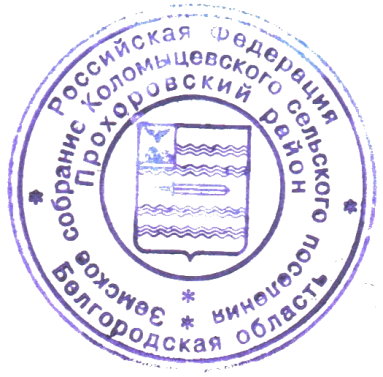 Российская Федерация
Белгородская область
Земское собрание Коломыцевского сельского поселения
Прохоровский район